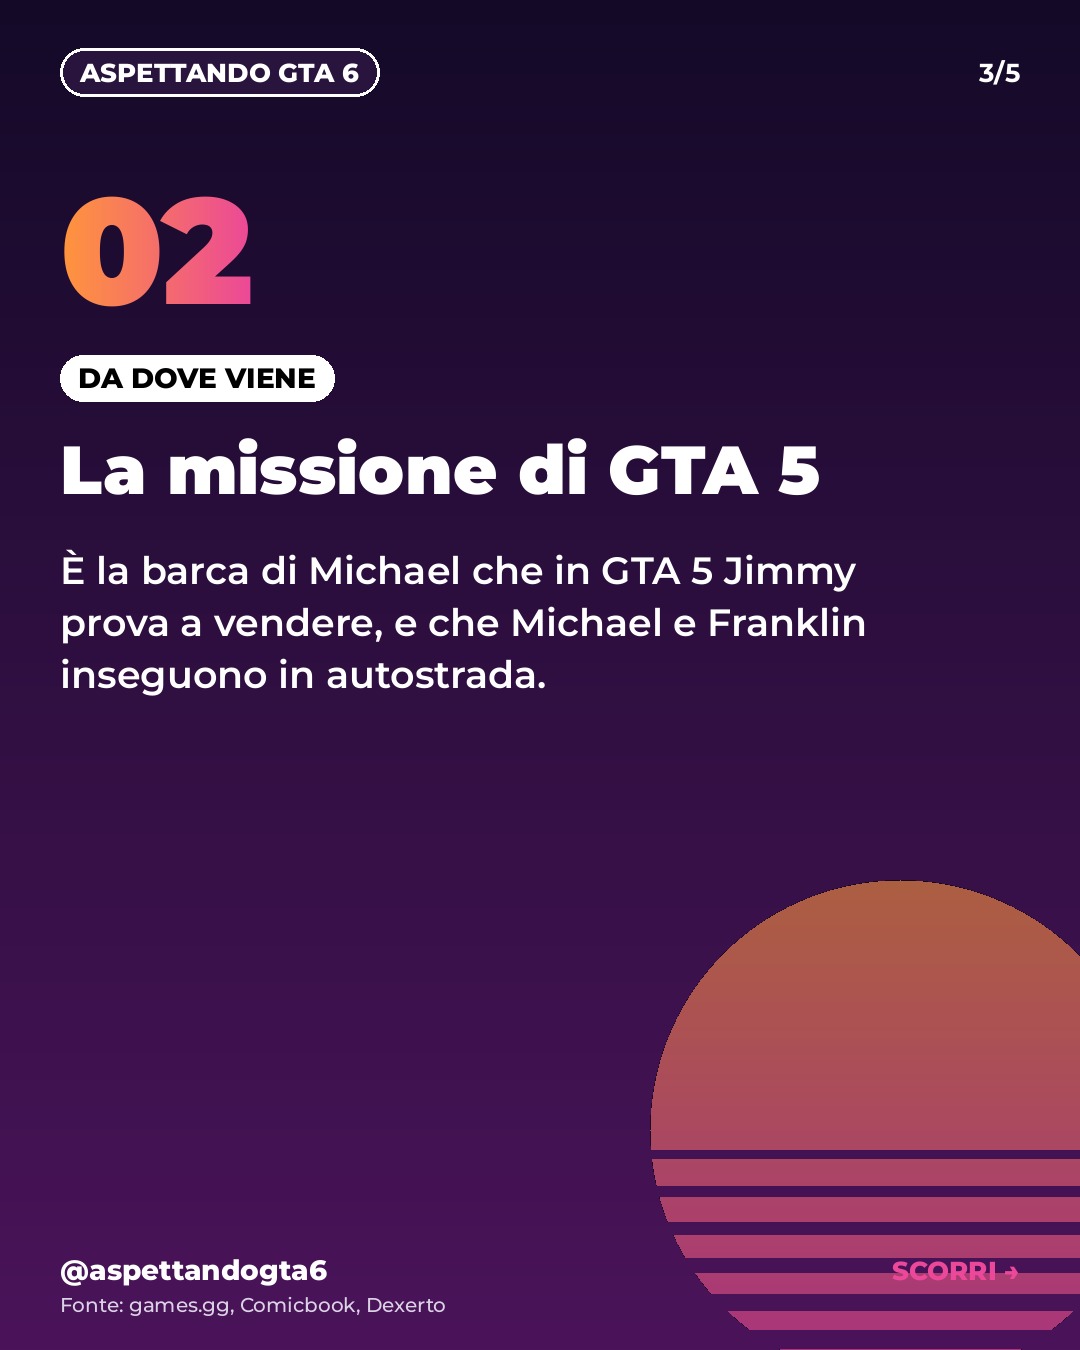 ASPETTANDO GTA 6
3/5
02
DA DOVE VIENE
La missione di GTA 5
È la barca di Michael che in GTA 5 Jimmy
prova a vendere, e che Michael e Franklin
inseguono in autostrada.
@aspettandogta6
SCORRI →
Fonte: games.gg, Comicbook, Dexerto